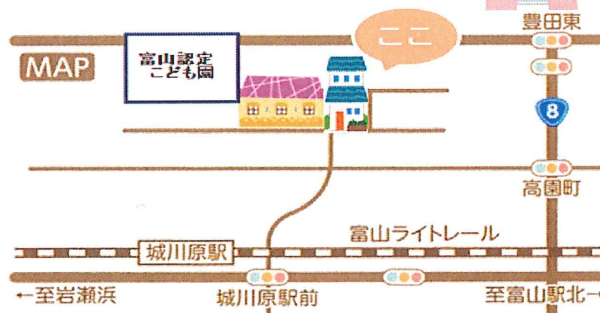 豊田東
ここ
MAP
富山認定
こども園
8
高園町
富山ライトレール
城川原駅
←至岩瀬浜
城川原駅前
至富山駅北→